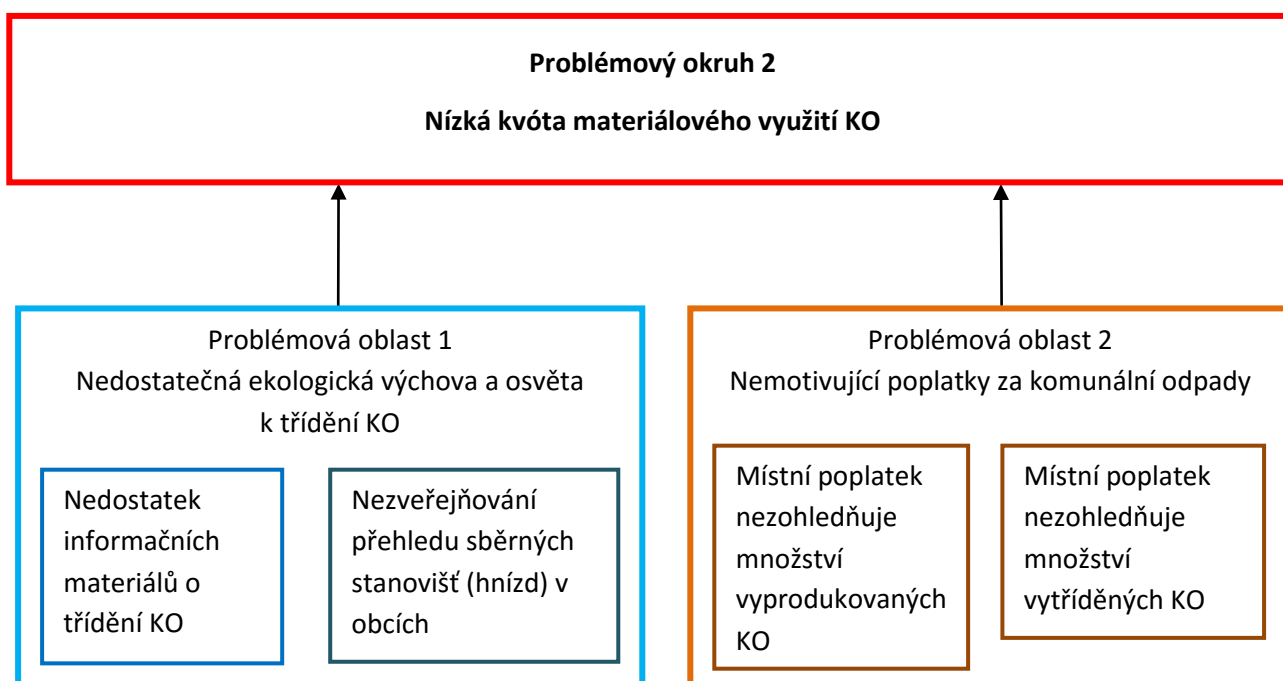 Problémový okruh 2
Nízká kvóta materiálového využití KO
Problémová oblast 1
Nedostatečná ekologická výchova a osvěta
k třídění KO
Nedostatek
informačních
materiálů o
třídění KO
Nezveřejňování
přehledu sběrných
stanovišť (hnízd) v
obcích
Problémová oblast 2
Nemotivující poplatky za komunální odpady
Místní poplatek
nezohledňuje
množství
vyprodukovaných
KO
Místní poplatek
nezohledňuje
množství
vytříděných KO